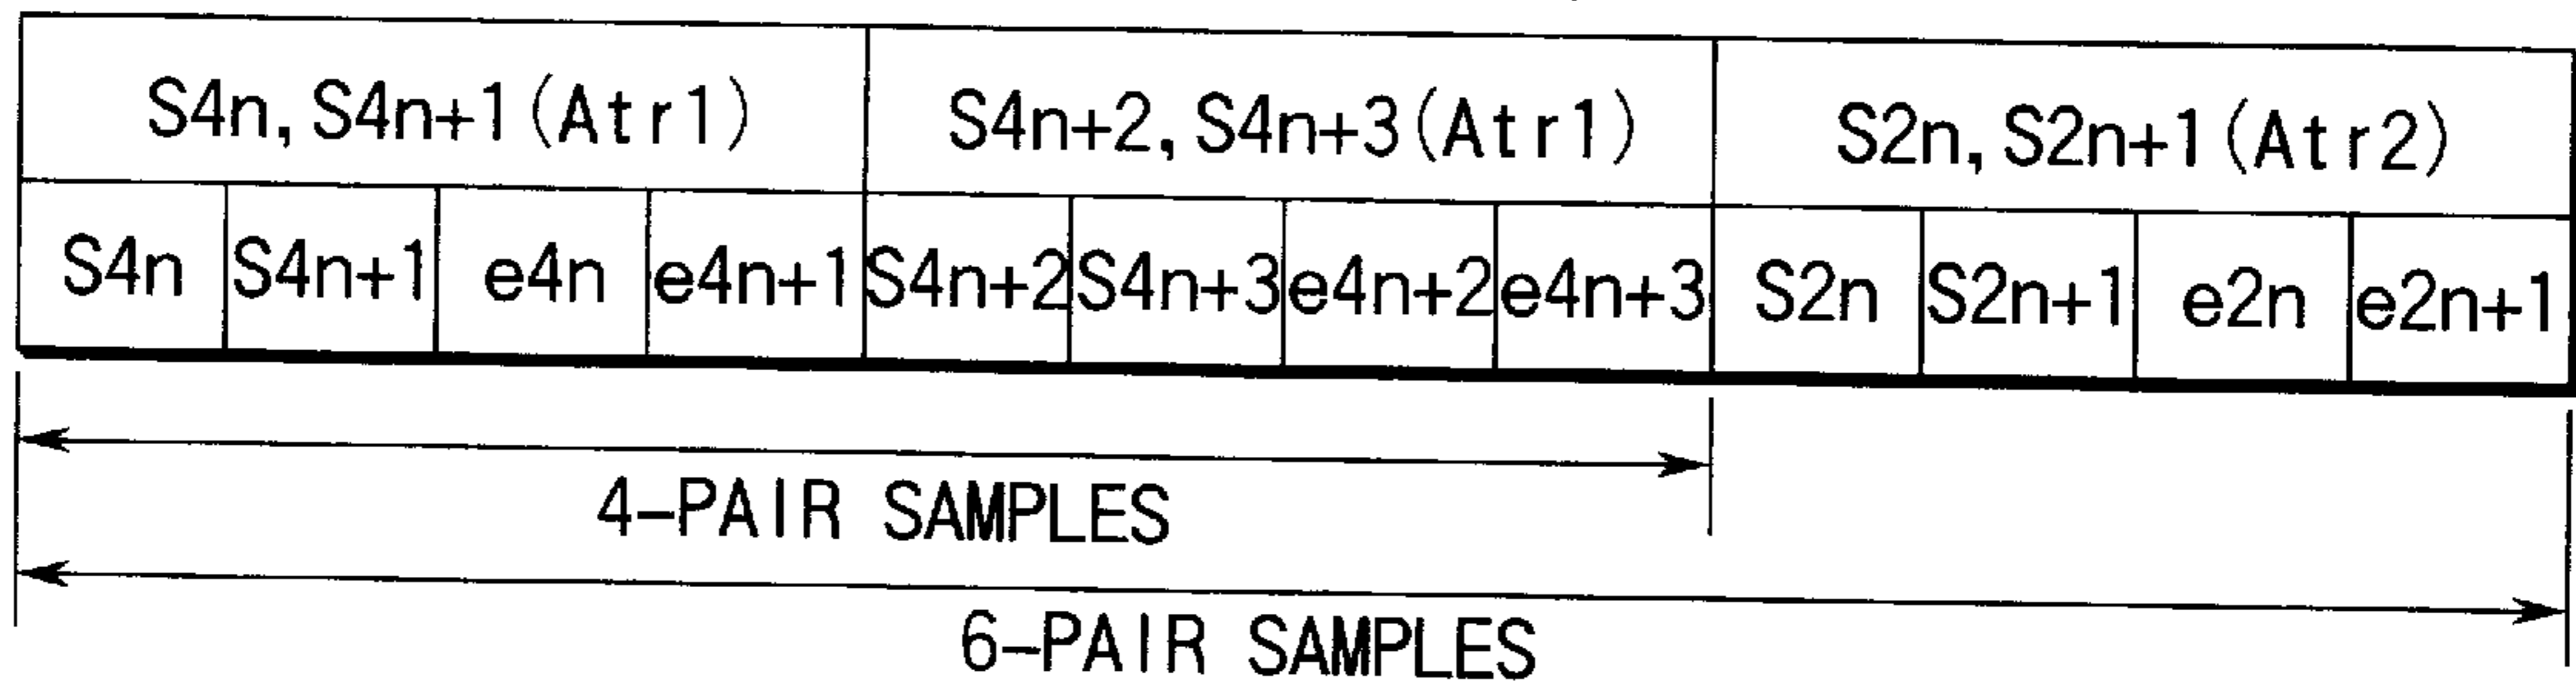 S4n, S4n+1(Atr1) S4n+2, S4n+3(Atr1) S2n, S2n+1(Atr2)
S4n S4n+1 e4n e4n+1 S4n+2 S4n+3 e4n+2 e4n+3 S2n S2n+1 e2n e2n+1
4-PAIR SAMPLES
6-PAIR SAMPLES